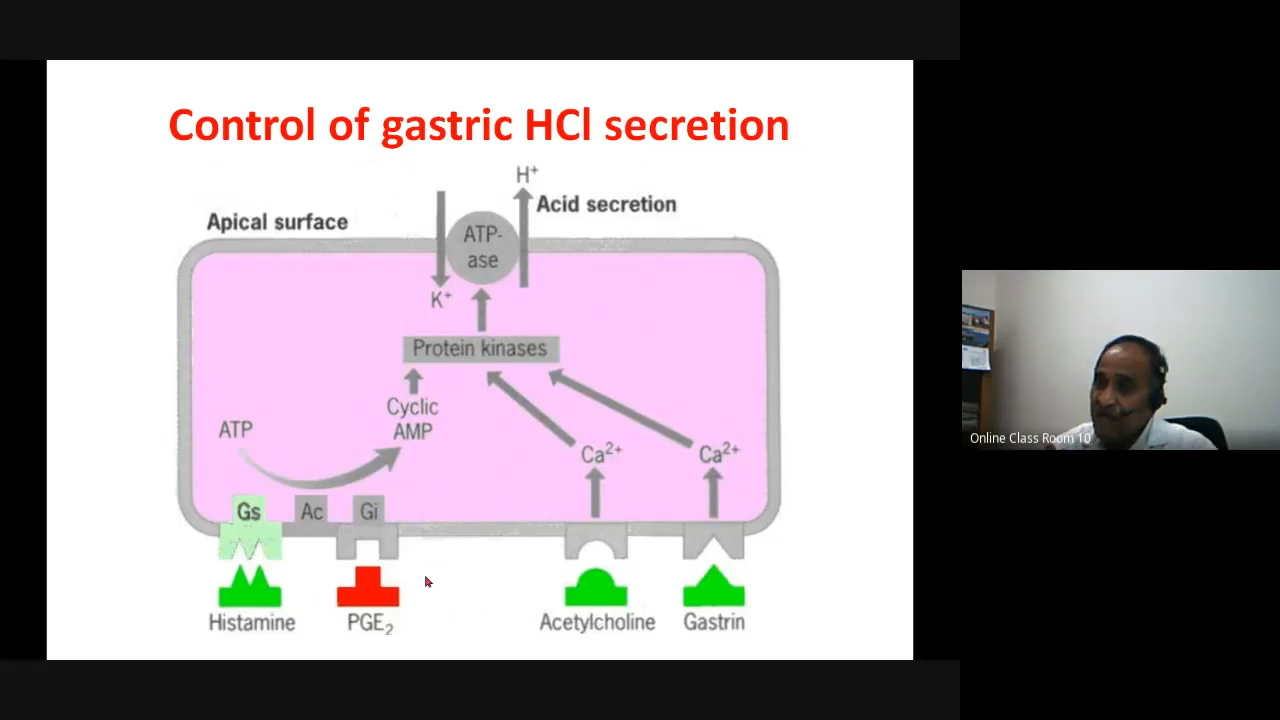 Control of gastric HCl secretion
H⁺
Acid secretion
Apical surface
ATP-
ase
K⁺
Protein kinases
Cyclic
AMP
ATP
Ca²⁺
Ca²⁺
Gs
Ac
Gi
Histamine
PGE₂
Acetylcholine
Gastrin
Online Class Room 10